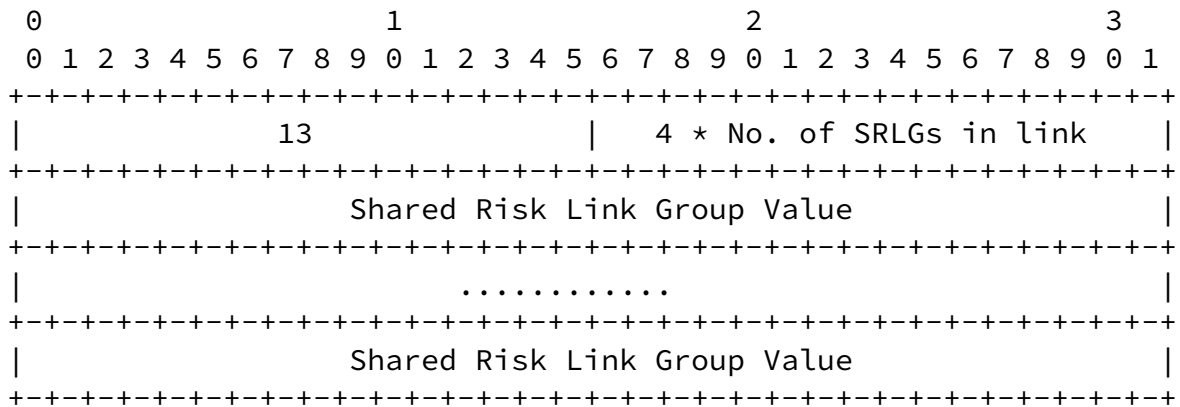 0                   1                   2                   3
 0 1 2 3 4 5 6 7 8 9 0 1 2 3 4 5 6 7 8 9 0 1 2 3 4 5 6 7 8 9 0 1
+-+-+-+-+-+-+-+-+-+-+-+-+-+-+-+-+-+-+-+-+-+-+-+-+-+-+-+-+-+-+-+-+
|              13               |   4 * No. of SRLGs in link    |
+-+-+-+-+-+-+-+-+-+-+-+-+-+-+-+-+-+-+-+-+-+-+-+-+-+-+-+-+-+-+-+-+
|                  Shared Risk Link Group Value                 |
+-+-+-+-+-+-+-+-+-+-+-+-+-+-+-+-+-+-+-+-+-+-+-+-+-+-+-+-+-+-+-+-+
|                        ............                           |
+-+-+-+-+-+-+-+-+-+-+-+-+-+-+-+-+-+-+-+-+-+-+-+-+-+-+-+-+-+-+-+-+
|                  Shared Risk Link Group Value                 |
+-+-+-+-+-+-+-+-+-+-+-+-+-+-+-+-+-+-+-+-+-+-+-+-+-+-+-+-+-+-+-+-+